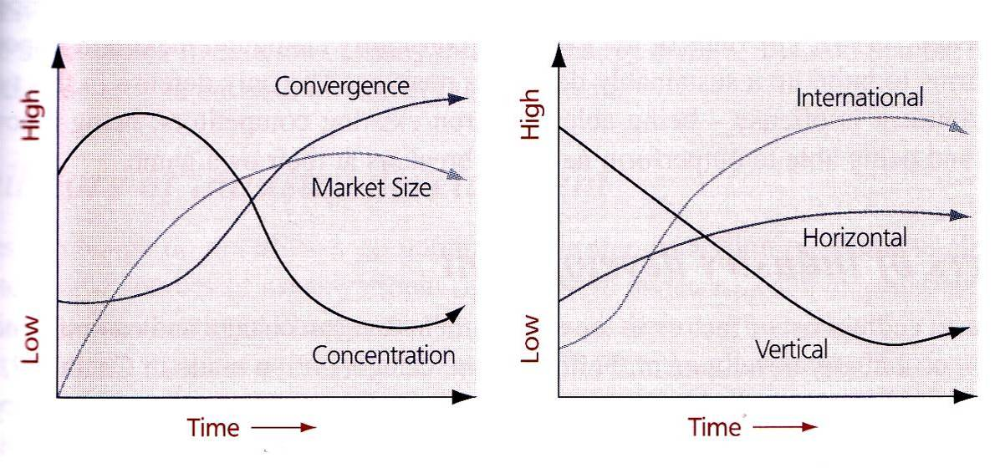 High
Low
Convergence
Market Size
Concentration
Time
High
Low
International
Horizontal
Vertical
Time